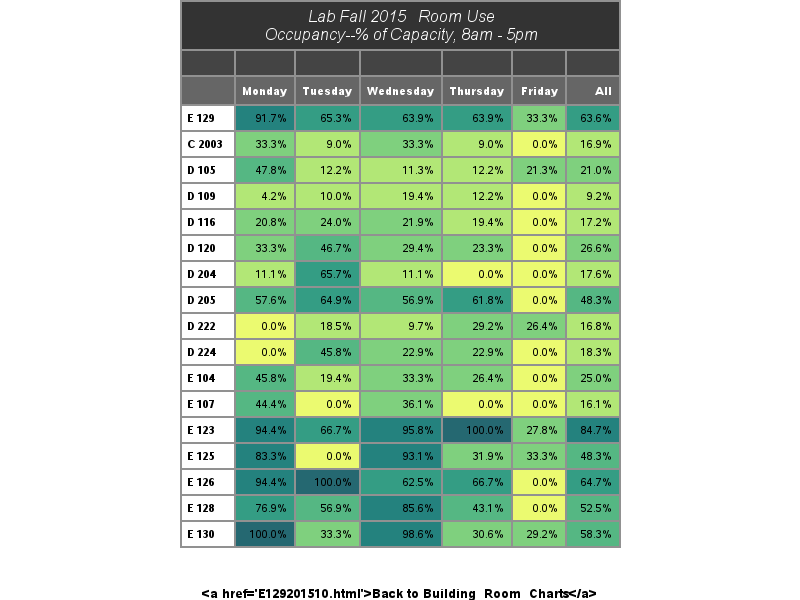 Lab Fall 2015 Room Use
Occupancy--% of Capacity, 8am - 5pm
Monday Tuesday Wednesday Thursday Friday All
E 129 91.7% 65.3% 63.9% 63.9% 33.3% 63.6%
C 2003 33.3% 9.0% 33.3% 9.0% 0.0% 16.9%
D 105 47.8% 12.2% 11.3% 12.2% 21.3% 21.0%
D 109 4.2% 10.0% 19.4% 12.2% 0.0% 9.2%
D 116 20.8% 24.0% 21.9% 19.4% 0.0% 17.2%
D 120 33.3% 46.7% 29.4% 23.3% 0.0% 26.6%
D 204 11.1% 65.7% 11.1% 0.0% 0.0% 17.6%
D 205 57.6% 64.9% 56.9% 61.8% 0.0% 48.3%
D 222 0.0% 18.5% 9.7% 29.2% 26.4% 16.8%
D 224 0.0% 45.8% 22.9% 22.9% 0.0% 18.3%
E 104 45.8% 19.4% 33.3% 26.4% 0.0% 25.0%
E 107 44.4% 0.0% 36.1% 0.0% 0.0% 16.1%
E 123 94.4% 66.7% 95.8% 100.0% 27.8% 84.7%
E 125 83.3% 0.0% 93.1% 31.9% 33.3% 48.3%
E 126 94.4% 100.0% 62.5% 66.7% 0.0% 64.7%
E 128 76.9% 56.9% 85.6% 43.1% 0.0% 52.5%
E 130 100.0% 33.3% 98.6% 30.6% 29.2% 58.3%
<a href='E129201510.html'>Back to Building_Room_Charts</a>